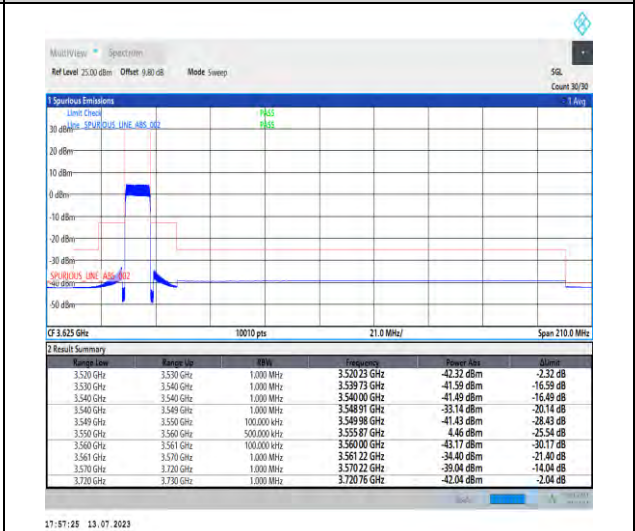 MultiView Spectrum
Ref Level 25.00 dBm Offset 9.80 dB Mode Sweep SGL
Count 30/30
1 Spurious Emissions 1 Avg
Limit Check PASS
Line SPURIOUS_LINE_ABS_002 PASS
30 dBm
20 dBm
10 dBm
0 dBm
-10 dBm
-20 dBm
-30 dBm
SPURIOUS_LINE_ABS_002
-40 dBm
-50 dBm
CF 3.625 GHz 10010 pts 21.0 MHz/ Span 210.0 MHz
2 Result Summary
Range Low Range Up RBW Frequency Power Abs ΔLimit
3.520 GHz 3.530 GHz 1.000 MHz 3.520 23 GHz -42.32 dBm -2.32 dB
3.530 GHz 3.540 GHz 1.000 MHz 3.539 73 GHz -41.59 dBm -16.59 dB
3.540 GHz 3.540 GHz 1.000 MHz 3.540 00 GHz -41.49 dBm -16.49 dB
3.540 GHz 3.549 GHz 1.000 MHz 3.548 91 GHz -33.14 dBm -20.14 dB
3.549 GHz 3.550 GHz 100.000 kHz 3.549 98 GHz -41.43 dBm -28.43 dB
3.550 GHz 3.560 GHz 500.000 kHz 3.555 87 GHz 4.46 dBm -25.54 dB
3.560 GHz 3.561 GHz 100.000 kHz 3.560 00 GHz -43.17 dBm -30.17 dB
3.561 GHz 3.570 GHz 1.000 MHz 3.561 22 GHz -34.40 dBm -21.40 dB
3.570 GHz 3.720 GHz 1.000 MHz 3.570 22 GHz -39.04 dBm -14.04 dB
3.720 GHz 3.730 GHz 1.000 MHz 3.720 76 GHz -42.04 dBm -2.04 dB
17:57:25 13.07.2023